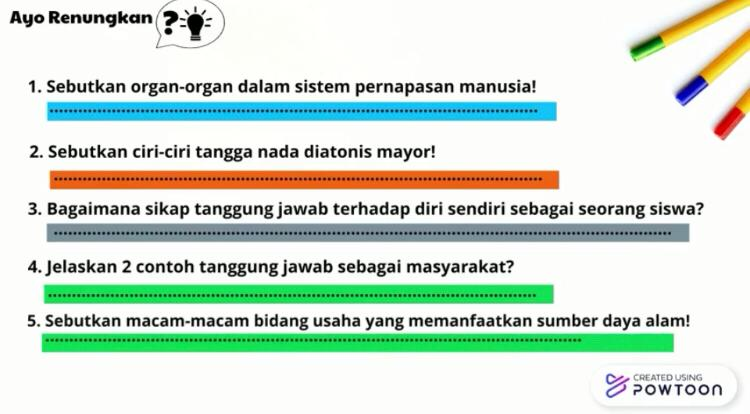 Ayo Renungkan
?
1. Sebutkan organ-organ dalam sistem pernapasan manusia!
2. Sebutkan ciri-ciri tangga nada diatonis mayor!
3. Bagaimana sikap tanggung jawab terhadap diri sendiri sebagai seorang siswa?
4. Jelaskan 2 contoh tanggung jawab sebagai masyarakat?
5. Sebutkan macam-macam bidang usaha yang memanfaatkan sumber daya alam!
CREATED USING
POWTOON